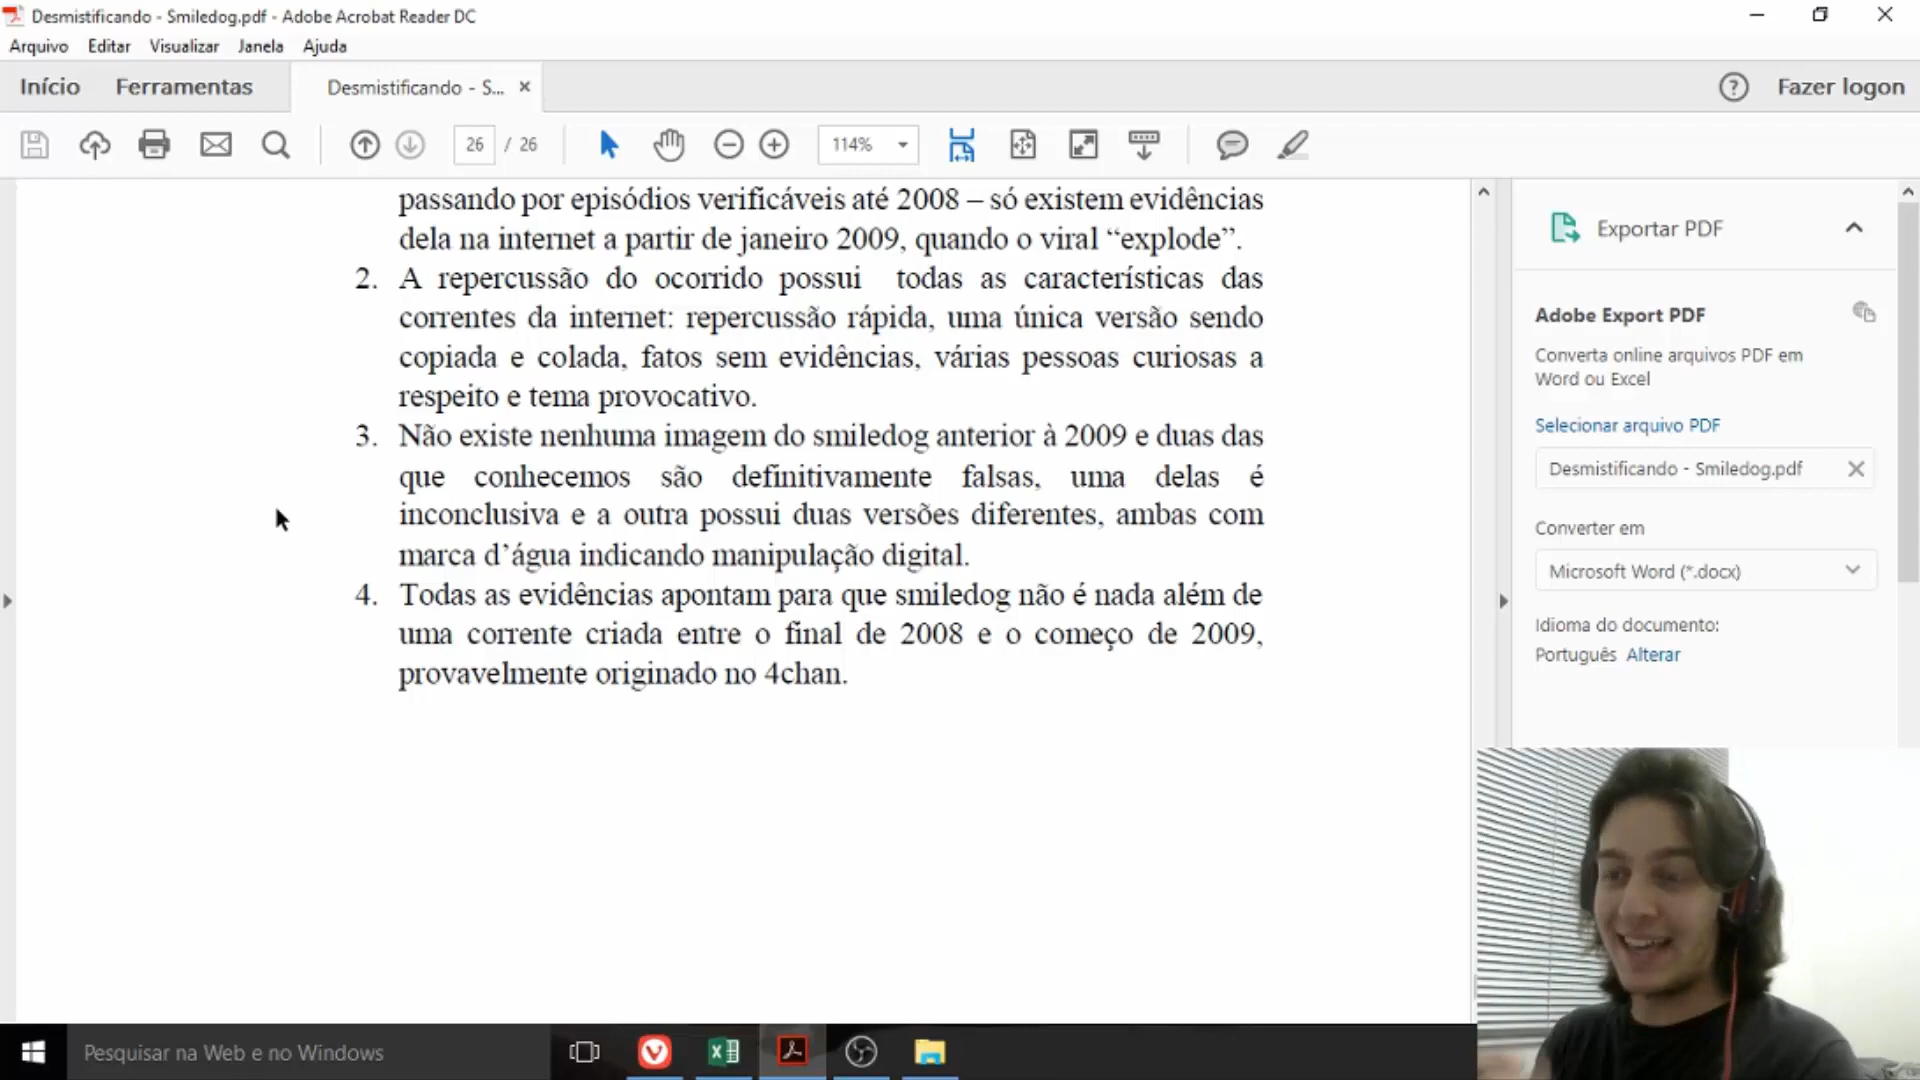 Desmistificando - Smiledog.pdf - Adobe Acrobat Reader DC
Arquivo Editar Visualizar Janela Ajuda
Início Ferramentas Desmistificando - S... Fazer logon
26 / 26 114%
passando por episódios verificáveis até 2008 – só existem evidências
dela na internet a partir de janeiro 2009, quando o viral “explode”.
2. A repercussão do ocorrido possui todas as características das
correntes da internet: repercussão rápida, uma única versão sendo
copiada e colada, fatos sem evidências, várias pessoas curiosas a
respeito e tema provocativo.
3. Não existe nenhuma imagem do smiledog anterior à 2009 e duas das
que conhecemos são definitivamente falsas, uma delas é
inconclusiva e a outra possui duas versões diferentes, ambas com
marca d’água indicando manipulação digital.
4. Todas as evidências apontam para que smiledog não é nada além de
uma corrente criada entre o final de 2008 e o começo de 2009,
provavelmente originado no 4chan.
Exportar PDF
Adobe Export PDF
Converta online arquivos PDF em
Word ou Excel
Selecionar arquivo PDF
Desmistificando - Smiledog.pdf
Converter em
Microsoft Word (*.docx)
Idioma do documento:
Português Alterar
Pesquisar na Web e no Windows